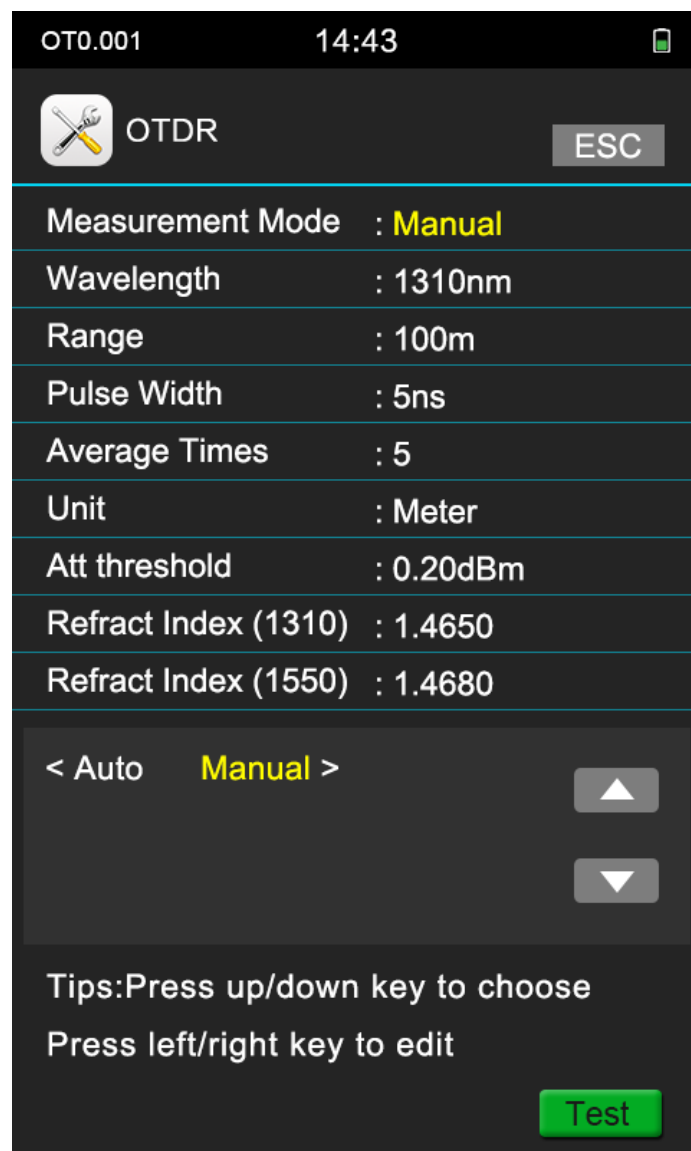 OT0.001 14:43
OTDR ESC
Measurement Mode : Manual
Wavelength : 1310nm
Range : 100m
Pulse Width : 5ns
Average Times : 5
Unit : Meter
Att threshold : 0.20dBm
Refract Index (1310) : 1.4650
Refract Index (1550) : 1.4680
< Auto Manual >
Tips:Press up/down key to choose
Press left/right key to edit
Test